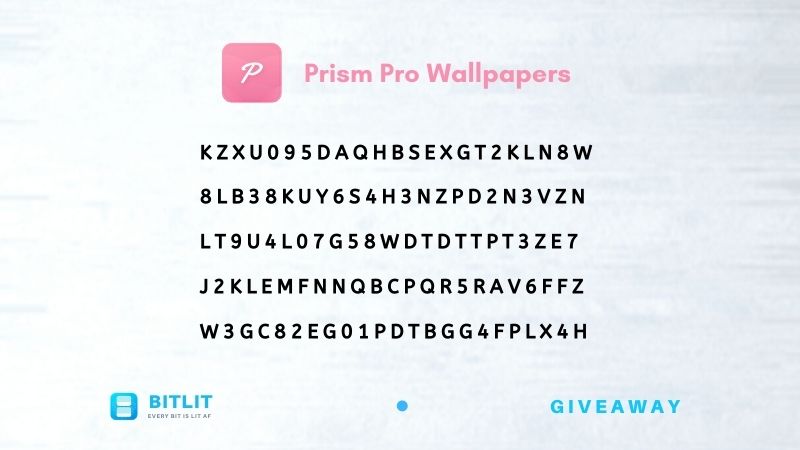 P
Prism Pro Wallpapers
KZXU095DAQHBSEXGT2KLN8W
8LB38KUY6S4H3NZPD2N3VZN
LT9U4L07G58WDTDTTPT3ZE7
J2KLEMFNNQBCPQR5RAV6FFZ
W3GC82EG01PDTBGG4FPLX4H
BITLIT
EVERY BIT IS LIT AF
GIVEAWAY